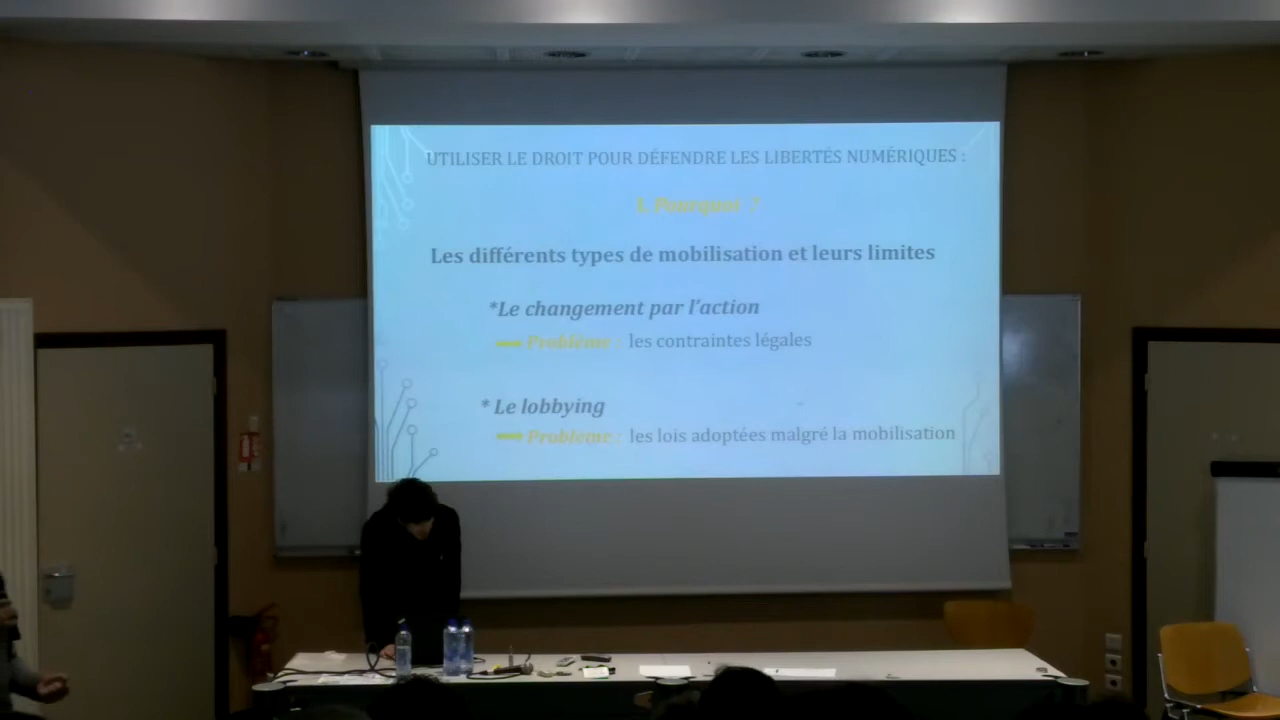 UTILISER LE DROIT POUR DÉFENDRE LES LIBERTÉS NUMÉRIQUES :
1. Pourquoi ?
Les différents types de mobilisation et leurs limites
*Le changement par l'action
Problème : les contraintes légales
* Le lobbying
Problème : les lois adoptées malgré la mobilisation